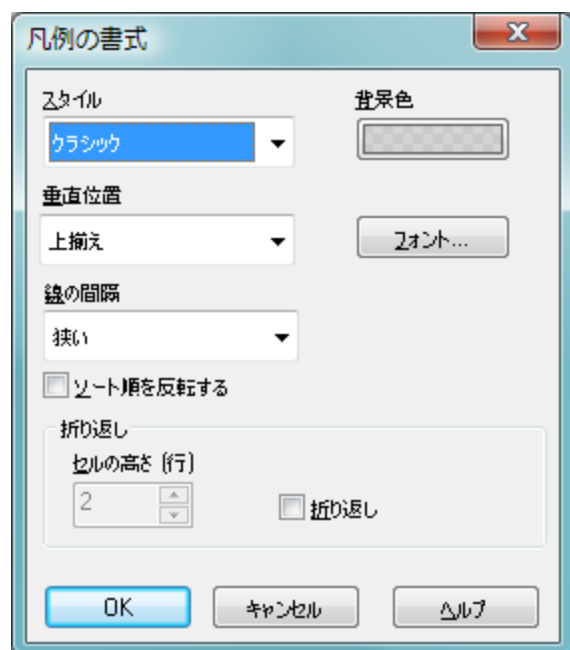 凡例の書式
スタイル 背景色
クラシック
垂直位置
上揃え フォント...
線の間隔
狭い
ソート順を反転する
折り返し
セルの高さ (行)
2 折り返し
OK キャンセル ヘルプ